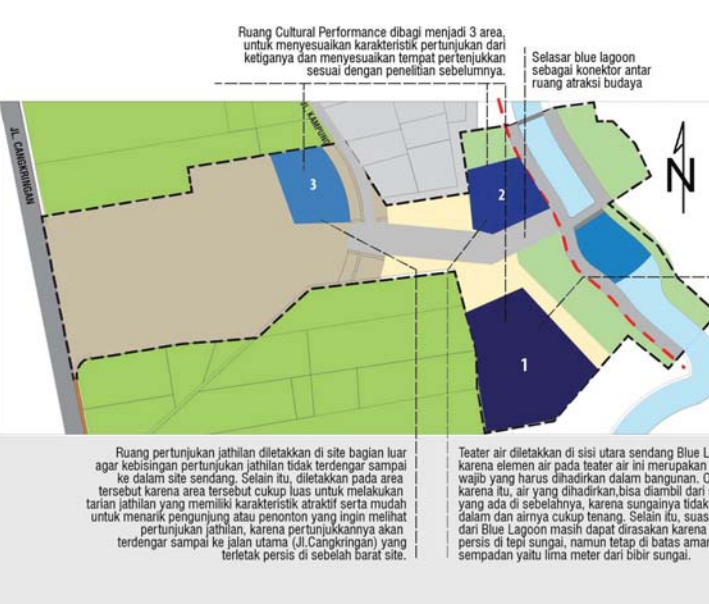 Ruang Cultural Performance dibagi menjadi 3 area,
untuk menyesuaikan karakteristik pertunjukan dari
ketiganya dan menyesuaikan tempat pertenjukkan
sesuai dengan penelitian sebelumnya.
Selasar blue lagoon
sebagai konektor antar
ruang atraksi budaya
JL. CANGKRINGAN
JL. KAMPUNG
N
3
2
1
Ruang pertunjukan jathilan diletakkan di site bagian luar
agar kebisingan pertunjukan jathilan tidak terdengar sampai
ke dalam site sendang. Selain itu, diletakkan pada area
tersebut karena area tersebut cukup luas untuk melakukan
tarian jathilan yang memiliki karakteristik atraktif serta mudah
untuk menarik pengunjung atau penonton yang ingin melihat
pertunjukan jathilan, karena pertunjukkannya akan
terdengar sampai ke jalan utama (Jl.Cangkringan) yang
terletak persis di sebelah barat site.
Teater air diletakkan di sisi utara sendang Blue L
karena elemen air pada teater air ini merupakan
wajib yang harus dihadirkan dalam bangunan. O
karena itu, air yang dihadirkan,bisa diambil dari
yang ada di sebelahnya, karena sungainya tidak
dalam dan airnya cukup tenang. Selain itu, suas
dari Blue Lagoon masih dapat dirasakan karena
persis di tepi sungai, namun tetap di batas aman
sempadan yaitu lima meter dari bibir sungai.